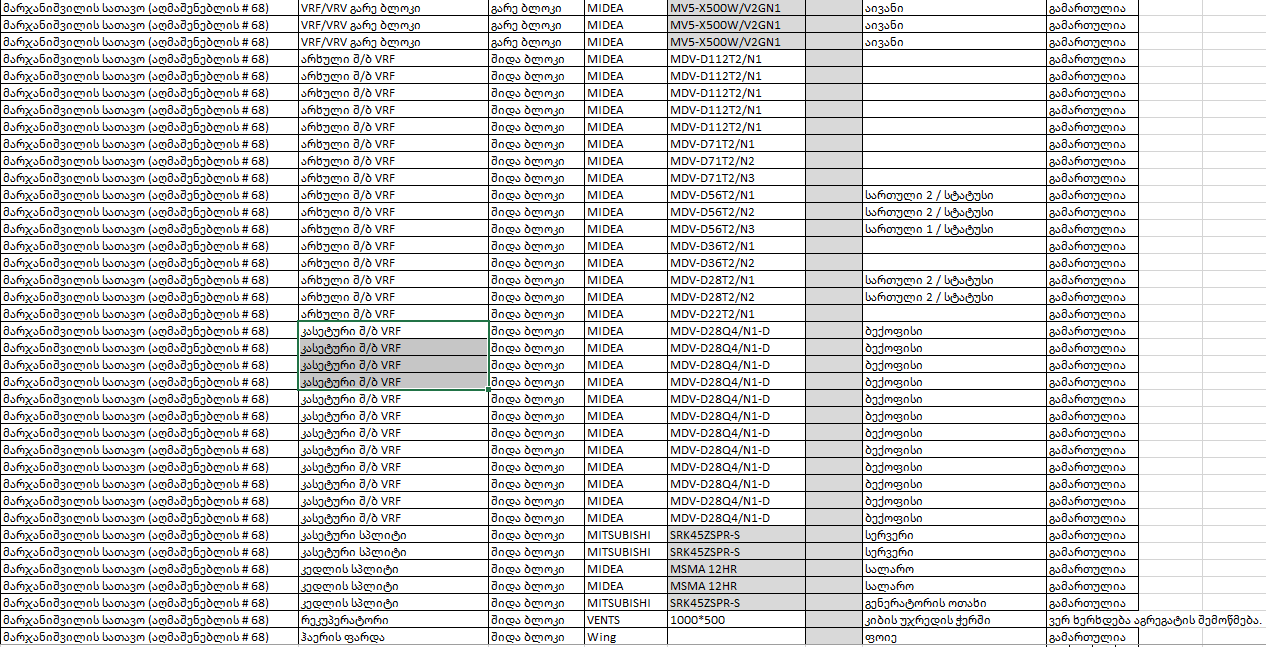 მარჯანიშვილის სათავო (აღმაშენებლის # 68) VRF/VRV გარე ბლოკი გარე ბლოკი MIDEA MV5-X500W/V2GN1 აივანი გამართულია
მარჯანიშვილის სათავო (აღმაშენებლის # 68) VRF/VRV გარე ბლოკი გარე ბლოკი MIDEA MV5-X500W/V2GN1 აივანი გამართულია
მარჯანიშვილის სათავო (აღმაშენებლის # 68) VRF/VRV გარე ბლოკი გარე ბლოკი MIDEA MV5-X500W/V2GN1 აივანი გამართულია
მარჯანიშვილის სათავო (აღმაშენებლის # 68) არხული შ/ბ VRF შიდა ბლოკი MIDEA MDV-D112T2/N1 გამართულია
მარჯანიშვილის სათავო (აღმაშენებლის # 68) არხული შ/ბ VRF შიდა ბლოკი MIDEA MDV-D112T2/N1 გამართულია
მარჯანიშვილის სათავო (აღმაშენებლის # 68) არხული შ/ბ VRF შიდა ბლოკი MIDEA MDV-D112T2/N1 გამართულია
მარჯანიშვილის სათავო (აღმაშენებლის # 68) არხული შ/ბ VRF შიდა ბლოკი MIDEA MDV-D112T2/N1 გამართულია
მარჯანიშვილის სათავო (აღმაშენებლის # 68) არხული შ/ბ VRF შიდა ბლოკი MIDEA MDV-D112T2/N1 გამართულია
მარჯანიშვილის სათავო (აღმაშენებლის # 68) არხული შ/ბ VRF შიდა ბლოკი MIDEA MDV-D71T2/N1 გამართულია
მარჯანიშვილის სათავო (აღმაშენებლის # 68) არხული შ/ბ VRF შიდა ბლოკი MIDEA MDV-D71T2/N2 გამართულია
მარჯანიშვილის სათავო (აღმაშენებლის # 68) არხული შ/ბ VRF შიდა ბლოკი MIDEA MDV-D71T2/N3 გამართულია
მარჯანიშვილის სათავო (აღმაშენებლის # 68) არხული შ/ბ VRF შიდა ბლოკი MIDEA MDV-D56T2/N1 სართული 2 / სტატუსი გამართულია
მარჯანიშვილის სათავო (აღმაშენებლის # 68) არხული შ/ბ VRF შიდა ბლოკი MIDEA MDV-D56T2/N2 სართული 2 / სტატუსი გამართულია
მარჯანიშვილის სათავო (აღმაშენებლის # 68) არხული შ/ბ VRF შიდა ბლოკი MIDEA MDV-D56T2/N3 სართული 1 / სტატუსი გამართულია
მარჯანიშვილის სათავო (აღმაშენებლის # 68) არხული შ/ბ VRF შიდა ბლოკი MIDEA MDV-D36T2/N1 გამართულია
მარჯანიშვილის სათავო (აღმაშენებლის # 68) არხული შ/ბ VRF შიდა ბლოკი MIDEA MDV-D36T2/N2 გამართულია
მარჯანიშვილის სათავო (აღმაშენებლის # 68) არხული შ/ბ VRF შიდა ბლოკი MIDEA MDV-D28T2/N1 სართული 2 / სტატუსი გამართულია
მარჯანიშვილის სათავო (აღმაშენებლის # 68) არხული შ/ბ VRF შიდა ბლოკი MIDEA MDV-D28T2/N2 სართული 2 / სტატუსი გამართულია
მარჯანიშვილის სათავო (აღმაშენებლის # 68) არხული შ/ბ VRF შიდა ბლოკი MIDEA MDV-D22T2/N1 გამართულია
მარჯანიშვილის სათავო (აღმაშენებლის # 68) კასეტური შ/ბ VRF შიდა ბლოკი MIDEA MDV-D28Q4/N1-D ბექოფისი გამართულია
მარჯანიშვილის სათავო (აღმაშენებლის # 68) კასეტური შ/ბ VRF შიდა ბლოკი MIDEA MDV-D28Q4/N1-D ბექოფისი გამართულია
მარჯანიშვილის სათავო (აღმაშენებლის # 68) კასეტური შ/ბ VRF შიდა ბლოკი MIDEA MDV-D28Q4/N1-D ბექოფისი გამართულია
მარჯანიშვილის სათავო (აღმაშენებლის # 68) კასეტური შ/ბ VRF შიდა ბლოკი MIDEA MDV-D28Q4/N1-D ბექოფისი გამართულია
მარჯანიშვილის სათავო (აღმაშენებლის # 68) კასეტური შ/ბ VRF შიდა ბლოკი MIDEA MDV-D28Q4/N1-D ბექოფისი გამართულია
მარჯანიშვილის სათავო (აღმაშენებლის # 68) კასეტური შ/ბ VRF შიდა ბლოკი MIDEA MDV-D28Q4/N1-D ბექოფისი გამართულია
მარჯანიშვილის სათავო (აღმაშენებლის # 68) კასეტური შ/ბ VRF შიდა ბლოკი MIDEA MDV-D28Q4/N1-D ბექოფისი გამართულია
მარჯანიშვილის სათავო (აღმაშენებლის # 68) კასეტური შ/ბ VRF შიდა ბლოკი MIDEA MDV-D28Q4/N1-D ბექოფისი გამართულია
მარჯანიშვილის სათავო (აღმაშენებლის # 68) კასეტური შ/ბ VRF შიდა ბლოკი MIDEA MDV-D28Q4/N1-D ბექოფისი გამართულია
მარჯანიშვილის სათავო (აღმაშენებლის # 68) კასეტური შ/ბ VRF შიდა ბლოკი MIDEA MDV-D28Q4/N1-D ბექოფისი გამართულია
მარჯანიშვილის სათავო (აღმაშენებლის # 68) კასეტური შ/ბ VRF შიდა ბლოკი MIDEA MDV-D28Q4/N1-D ბექოფისი გამართულია
მარჯანიშვილის სათავო (აღმაშენებლის # 68) კასეტური შ/ბ VRF შიდა ბლოკი MIDEA MDV-D28Q4/N1-D ბექოფისი გამართულია
მარჯანიშვილის სათავო (აღმაშენებლის # 68) კასეტური სპლიტი შიდა ბლოკი MITSUBISHI SRK45ZSPR-S სერვერი გამართულია
მარჯანიშვილის სათავო (აღმაშენებლის # 68) კასეტური სპლიტი შიდა ბლოკი MITSUBISHI SRK45ZSPR-S სერვერი გამართულია
მარჯანიშვილის სათავო (აღმაშენებლის # 68) კედლის სპლიტი შიდა ბლოკი MIDEA MSMA 12HR სალარო გამართულია
მარჯანიშვილის სათავო (აღმაშენებლის # 68) კედლის სპლიტი შიდა ბლოკი MIDEA MSMA 12HR სალარო გამართულია
მარჯანიშვილის სათავო (აღმაშენებლის # 68) კედლის სპლიტი შიდა ბლოკი MITSUBISHI SRK45ZSPR-S გენერატორის ოთახი გამართულია
მარჯანიშვილის სათავო (აღმაშენებლის # 68) რეკუპერატორი შიდა ბლოკი VENTS 1000*500 კიბის უჯრედის ჭერში ვერ ხერხდება აგრეგატის შემოწმება.
მარჯანიშვილის სათავო (აღმაშენებლის # 68) ჰაერის ფარდა შიდა ბლოკი Wing ფოიე გამართულია